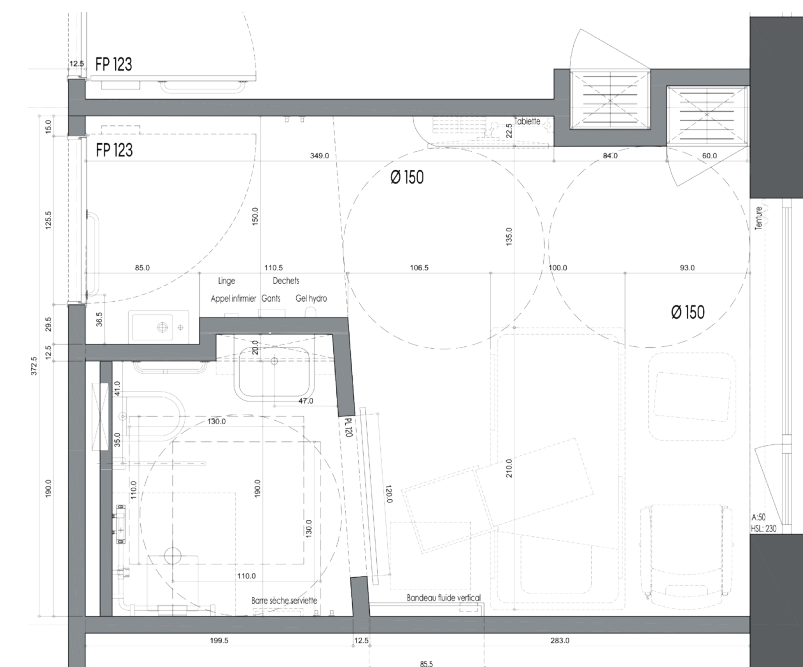 12.5
FP 123
15.0
FP 123
349.0
Ø 150
Tablette
22.5
84.0
60.0
Tenture
125.5
150.0
135.0
85.0
110.5
106.5
100.0
93.0
Linge
Dechets
Appel infirmier
Gants
Gel hydro
Ø 150
36.5
29.5
12.5
20.0
372.5
41.0
47.0
130.0
PL 120
35.0
110.0
190.0
190.0
130.0
120.0
210.0
110.0
A:50
HSL: 230
Barre sèche serviette
Bandeau fluide vertical
199.5
12.5
283.0
85.5